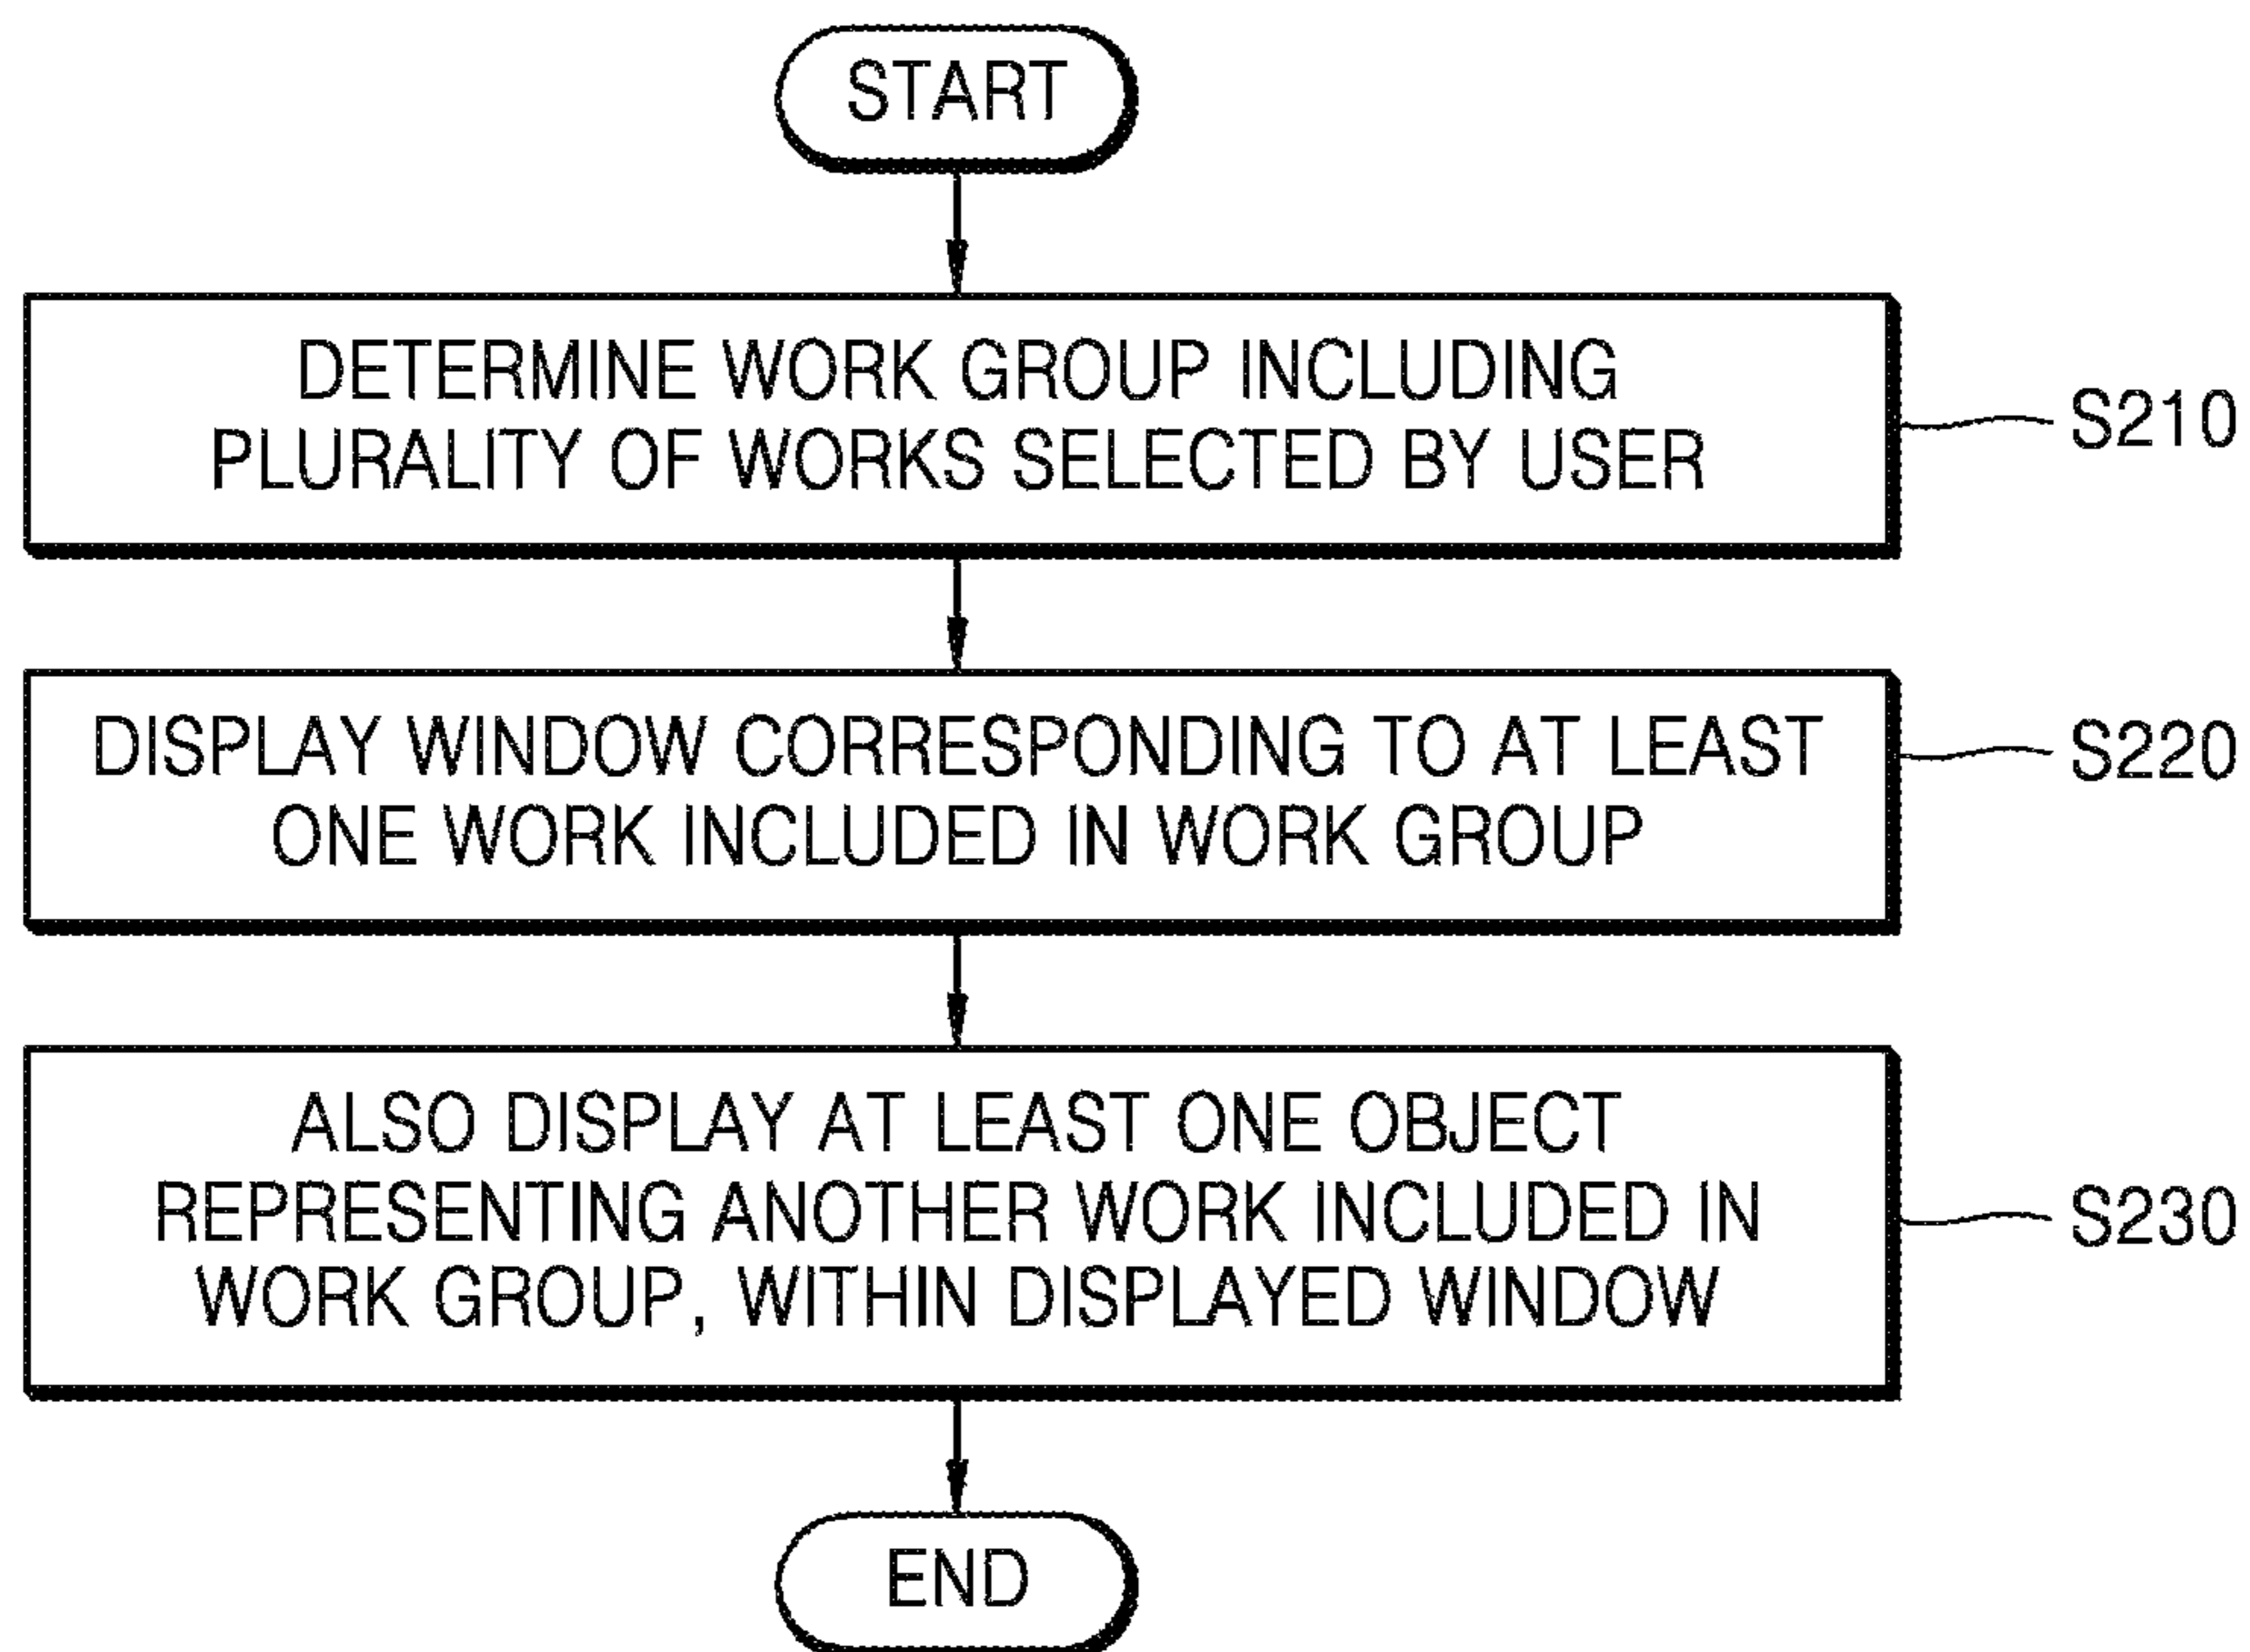 START
DETERMINE WORK GROUP INCLUDING
PLURALITY OF WORKS SELECTED BY USER
S210
DISPLAY WINDOW CORRESPONDING TO AT LEAST
ONE WORK INCLUDED IN WORK GROUP
S220
ALSO DISPLAY AT LEAST ONE OBJECT
REPRESENTING ANOTHER WORK INCLUDED IN
WORK GROUP, WITHIN DISPLAYED WINDOW
S230
END